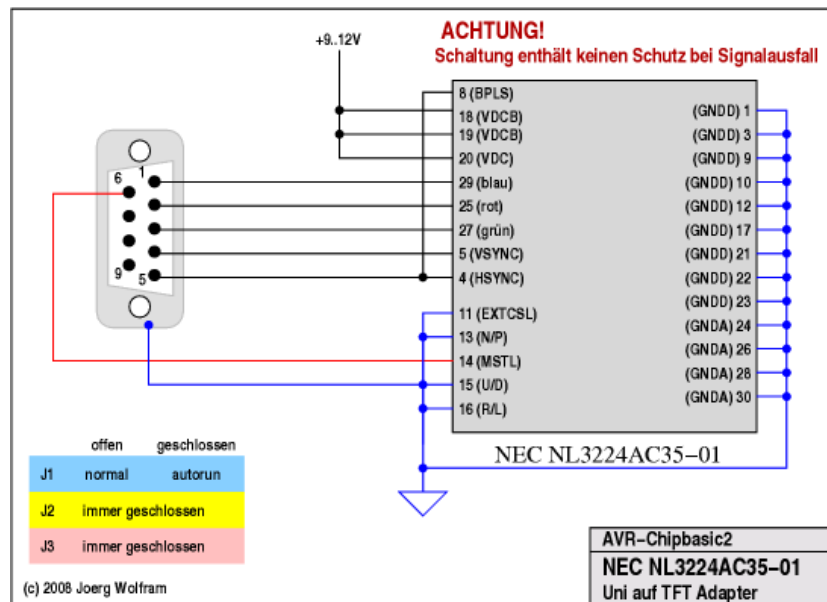 ACHTUNG!
Schaltung enthält keinen Schutz bei Signalausfall
+9..12V
8 (BPLS)
18 (VDCB)
19 (VDCB)
20 (VDC)
29 (blau)
25 (rot)
27 (grün)
5 (VSYNC)
4 (HSYNC)
11 (EXTCSL)
13 (N/P)
14 (MSTL)
15 (U/D)
16 (R/L)
(GNDD) 1
(GNDD) 3
(GNDD) 9
(GNDD) 10
(GNDD) 12
(GNDD) 17
(GNDD) 21
(GNDD) 22
(GNDD) 23
(GNDA) 24
(GNDA) 26
(GNDA) 28
(GNDA) 30
6
1
9
5
NEC NL3224AC35-01
offen geschlossen
J1 normal autorun
J2 immer geschlossen
J3 immer geschlossen
(c) 2008 Joerg Wolfram
AVR-Chipbasic2
NEC NL3224AC35-01
Uni auf TFT Adapter